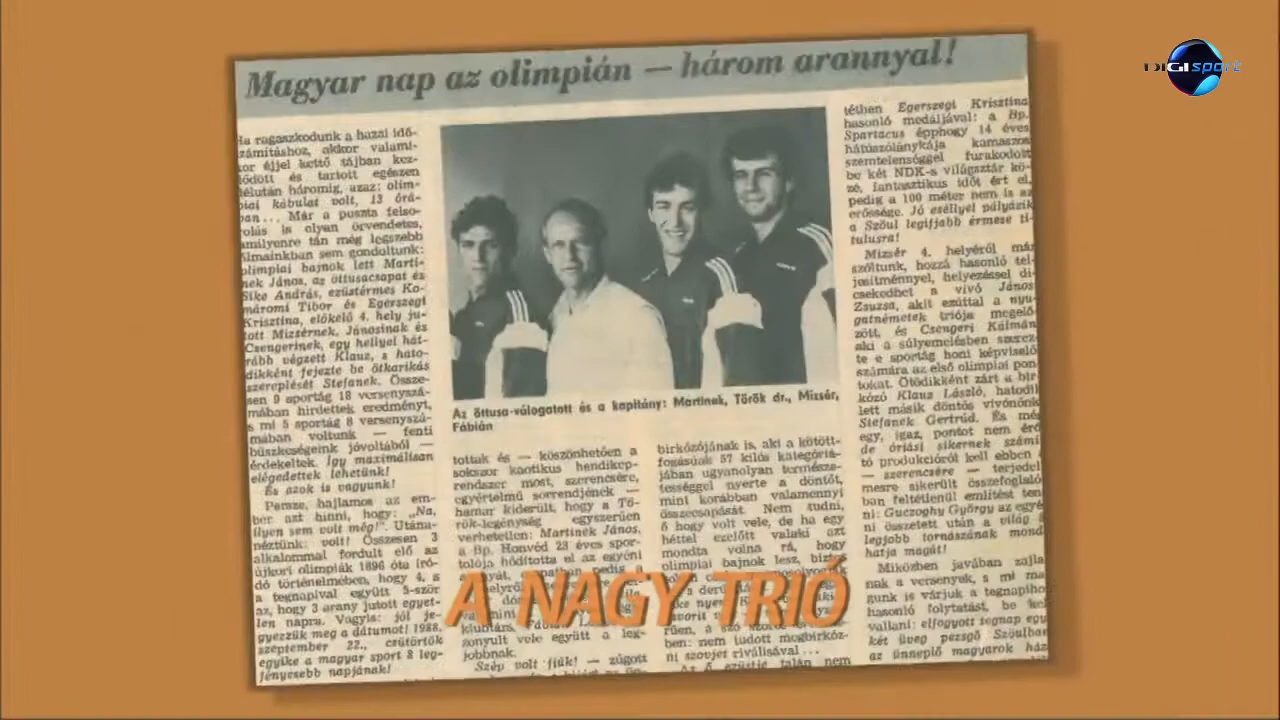 DIGI sport
Magyar nap az olimpián — három arannyal!
Ha ragaszkodunk a hazai idő-
számításhoz, akkor valami-
kor éjjel kettő tájban kez-
dődött és tartott egészen
délután háromig, azaz: olim-
piai kábulat volt, 13 órá-
ban... Már a puszta felso-
rolás is olyan örvendetes,
amilyenre tán még legszebb
álmainkban sem gondoltunk:
olimpiai bajnok lett Marti-
nek János, az öttusacsapat és
Sike András, ezüstérmes Ko-
máromi Tibor és Egerszegi
Krisztina, előkelő 4. hely ju-
tott Mizsérnek, Jánosinak és
Csengerinek, egy hellyel hát-
rább végzett Klauz, a hato-
dikként fejezte be ötkarikás
szereplését Stefanek. Össze-
sen 9 sportág 18 versenyszá-
mában hirdettek eredményt,
s mi 5 sportág 8 versenyszá-
mában voltunk — fenti
büszkeségeink jóvoltából —
érdekeltek. Így maximálisan
elégedettek lehetünk!
És azok is vagyunk!
Persze, hajlamos az em-
ber azt hinni, hogy: „Na,
ilyen sem volt még!". Utána-
néztünk: volt! Összesen 3
alkalommal fordult elő az
újkori olimpiák 1896 óta író-
dó történelmében, hogy 4, s
a tegnapival együtt 5-ször
az, hogy 3 arany jutott egyet-
len napra. Vagyis: jól je-
gyezzük meg a dátumot! 1988.
szeptember 22., csütörtök
egyike a magyar sport 8 leg-
fényesebb napjának!
Az öttusa-válogatott és a kapitány: Martinek, Török dr., Mizsér,
Fábián
tottak és — köszönhetően a
sokszor kaotikus hendikep-
rendszer most, szerencsére,
egyértelmű sorrendjének —
hamar kiderült, hogy a Tö-
rök-legénység egyszerűen
verhetetlen: Martinek János,
a Bp. Honvéd 23 éves spor-
tolója hódította el az egyéni
klubtárs, Fábián
zonyult vele együtt a leg-
jobbnak.
Szép volt fiúk! — zúgott
birkózójának is, aki a kötött-
fogásúak 57 kilós kategóriá-
jában ugyanolyan természe-
tességgel nyerte a döntőt,
mint korábban valamennyi
összecsapását. Nem tudni,
ő hogy volt vele, de ha egy
héttel ezelőtt valaki azt
mondta volna rá, hogy
olimpiai bajnok lesz,
rűen, a szó
ben: nem tudott megbirkóz-
ni szovjet riválisával...
Az ő ezüstje talán nem
tétben Egerszegi Krisztina
hasonló medáljával: a Bp.
Spartacus épphogy 14 éves
hátúszólánykája kamaszos
szemtelenséggel furakodott
be két NDK-s világsztár kö-
zé, fantasztikus időt ért el,
pedig a 100 méter nem is az
erőssége. Jó eséllyel pályázik
a Szöul legifjabb érmese ti-
tulusra!
Mizsér 4. helyéről már
szóltunk, hozzá hasonló tel-
jesítménnyel, helyezéssel di-
csekedhet a vívó Jánosi
Zsuzsa, akit ezúttal a nyu-
gatnémetek triója megelő-
zött, és Csengeri Kálmán,
aki a súlyemelésben szerez-
te e sportág honi képviselői
számára az első olimpiai pon-
tokat. Ötödikként zárt a bir-
kózó Klauz László, hatodik
lett másik döntős vívónőnk,
Stefanek Gertrúd. És még
egy, igaz, pontot nem érő
de óriási sikernek számí-
tó produkcióról kell ebben a
— szerencsére — terjedel-
mesre sikerült összefoglaló-
ban feltétlenül említést ten-
ni: Guczoghy György az egyé-
ni összetett után a világ
legjobb tornászának mond-
hatja magát!
Miközben javában zajla-
nak a versenyek, s mi ma-
gunk is várjuk a tegnapihoz
hasonló folytatást, be kell
vallani: elfogyott tegnap egy-
két üveg pezsgő Szöulban
az ünneplő magyarok ház
A NAGY TRIÓ